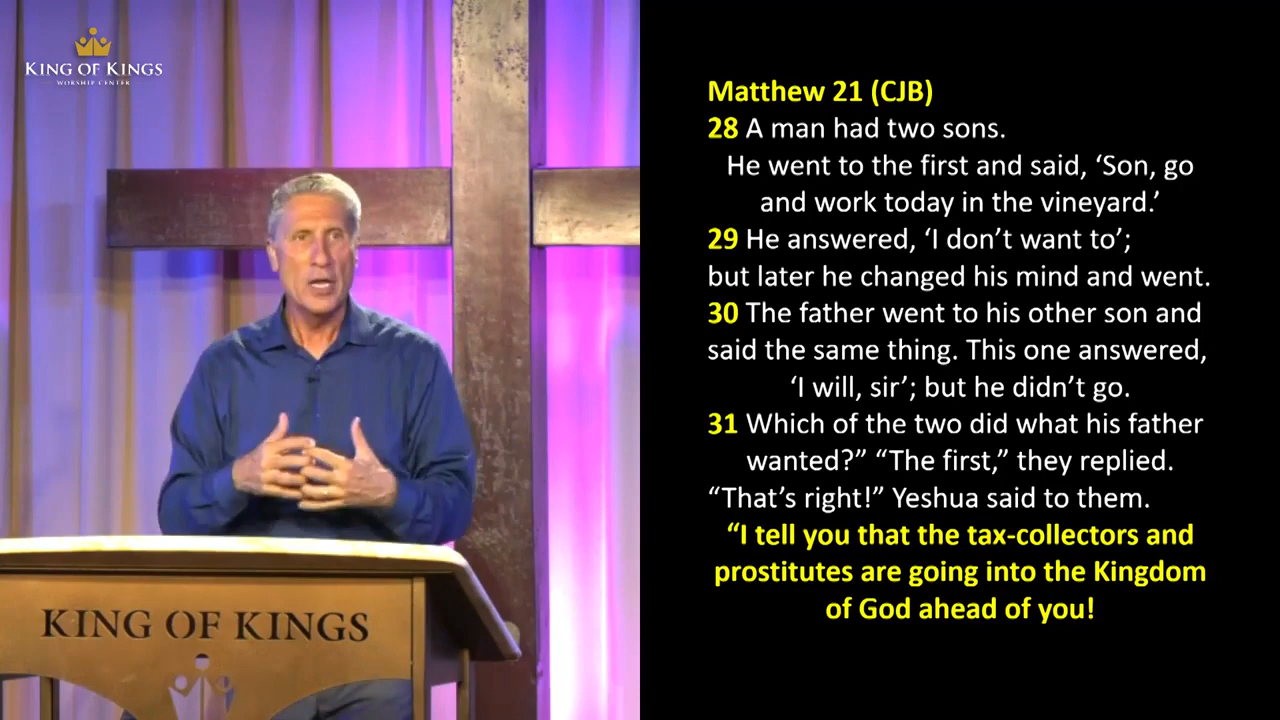 KING OF KINGS
WORSHIP CENTER
KING OF KINGS
Matthew 21 (CJB)
28 A man had two sons.
He went to the first and said, ‘Son, go
and work today in the vineyard.’
29 He answered, ‘I don’t want to’;
but later he changed his mind and went.
30 The father went to his other son and
said the same thing. This one answered,
‘I will, sir’; but he didn’t go.
31 Which of the two did what his father
wanted?” “The first,” they replied.
“That’s right!” Yeshua said to them.
“I tell you that the tax-collectors and
prostitutes are going into the Kingdom
of God ahead of you!